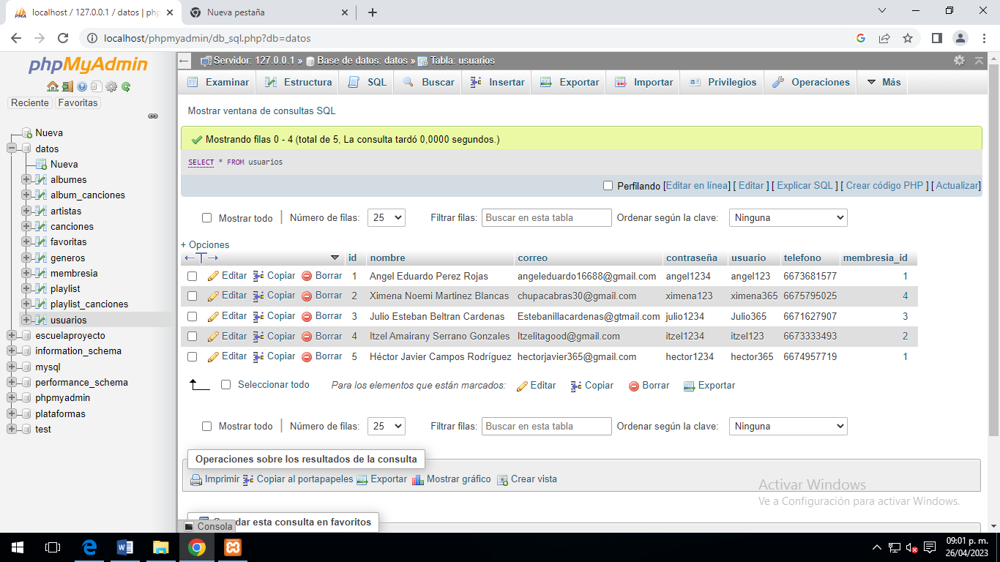 localhost / 127.0.0.1 / datos | php
Nueva pestaña
localhost/phpmyadmin/db_sql.php?db=datos
phpMyAdmin
Reciente Favoritas
Nueva
datos
Nueva
albumes
album_canciones
artistas
canciones
favoritas
generos
membresia
playlist
playlist_canciones
usuarios
escuelaproyecto
information_schema
mysql
performance_schema
phpmyadmin
plataformas
test
Servidor: 127.0.0.1 » Base de datos: datos » Tabla: usuarios
Examinar Estructura SQL Buscar Insertar Exportar Importar Privilegios Operaciones Más
Mostrar ventana de consultas SQL
Mostrando filas 0 - 4 (total de 5, La consulta tardó 0,0000 segundos.)
SELECT * FROM usuarios
Perfilando [Editar en línea] [ Editar ] [ Explicar SQL ] [ Crear código PHP ] [ Actualizar]
Mostrar todo | Número de filas: 25 Filtrar filas: Buscar en esta tabla Ordenar según la clave: Ninguna
+ Opciones
←T→ id nombre correo contraseña usuario telefono membresia_id
Editar Copiar Borrar 1 Angel Eduardo Perez Rojas angeleduardo16688@gmail.com angel1234 angel123 6673681577 1
Editar Copiar Borrar 2 Ximena Noemi Martinez Blancas chupacabras30@gmail.com ximena123 ximena365 6675795025 4
Editar Copiar Borrar 3 Julio Esteban Beltran Cardenas Estebanillacardenas@gtmail.com julio1234 Julio365 6671627907 3
Editar Copiar Borrar 4 Itzel Amairany Serrano Gonzales Itzelitagood@gmail.com itzel1234 itzel123 6673333493 2
Editar Copiar Borrar 5 Héctor Javier Campos Rodríguez hectorjavier365@gmail.com hector1234 hector365 6674957719 1
Seleccionar todo Para los elementos que están marcados: Editar Copiar Borrar Exportar
Mostrar todo | Número de filas: 25 Filtrar filas: Buscar en esta tabla Ordenar según la clave: Ninguna
Operaciones sobre los resultados de la consulta
Imprimir Copiar al portapapeles Exportar Mostrar gráfico Crear vista
Activar Windows
Ve a Configuración para activar Windows.
dar esta consulta en favoritos
Consola
09:01 p. m.
26/04/2023